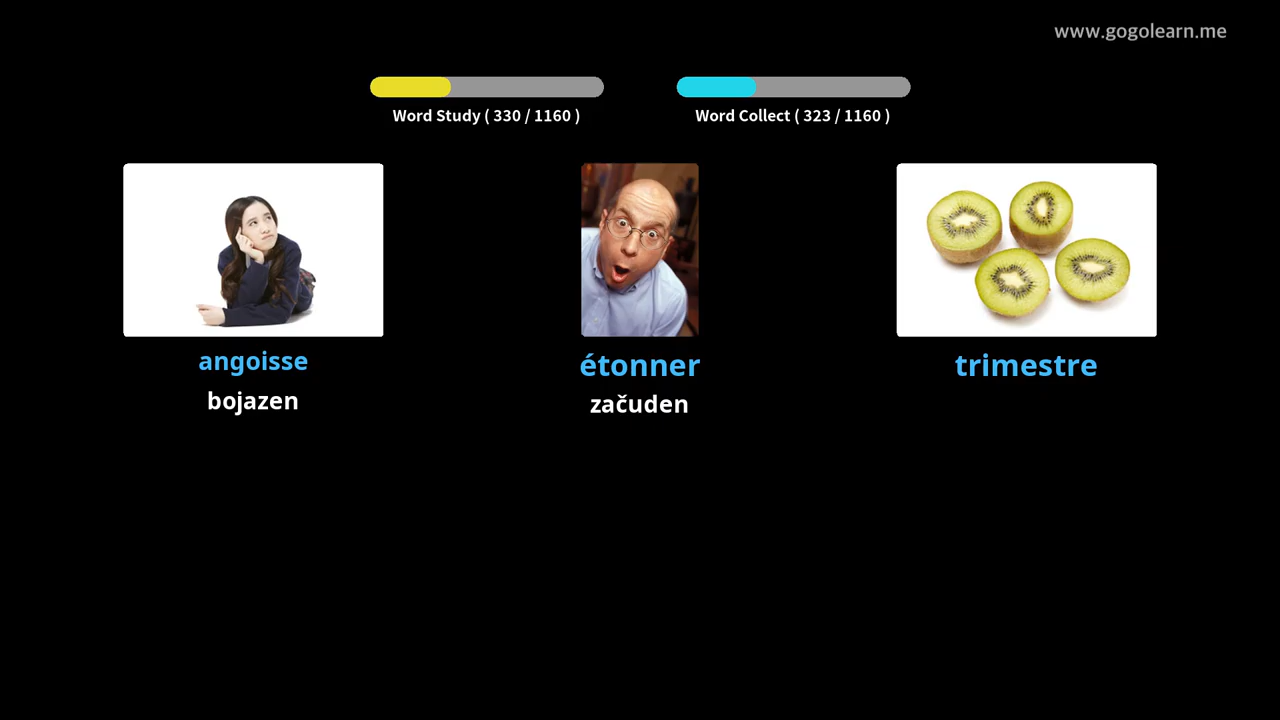 www.gogolearn.me
Word Study ( 330 / 1160 )
Word Collect ( 323 / 1160 )
angoisse
bojazen
étonner
začuden
trimestre